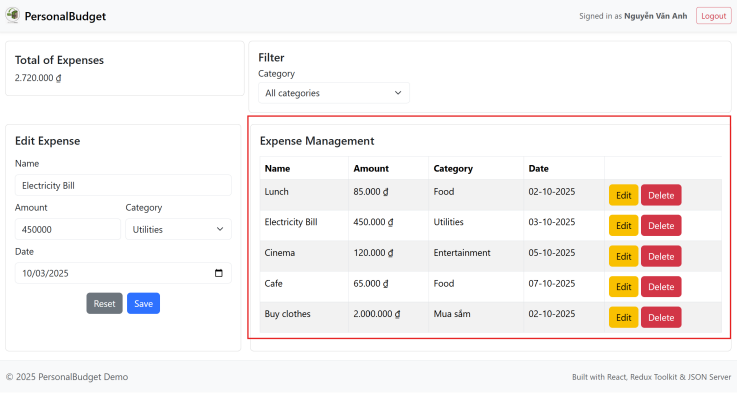 PersonalBudget
Signed in as Nguyễn Văn Anh Logout
Total of Expenses
2.720.000 ₫
Filter
Category
All categories
Edit Expense
Name
Electricity Bill
Amount Category
450000 Utilities
Date
10/03/2025
Reset Save
Expense Management
Name Amount Category Date
Lunch 85.000 ₫ Food 02-10-2025 Edit Delete
Electricity Bill 450.000 ₫ Utilities 03-10-2025 Edit Delete
Cinema 120.000 ₫ Entertainment 05-10-2025 Edit Delete
Cafe 65.000 ₫ Food 07-10-2025 Edit Delete
Buy clothes 2.000.000 ₫ Mua sắm 02-10-2025 Edit Delete
© 2025 PersonalBudget Demo
Built with React, Redux Toolkit & JSON Server